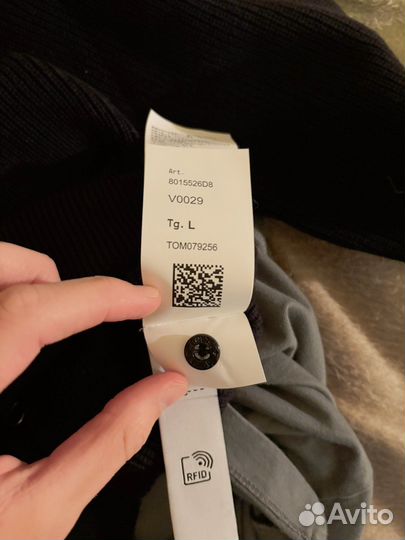 Art.
8015526D8
V0029
Tg. L
TOM079256
RFID
Avito